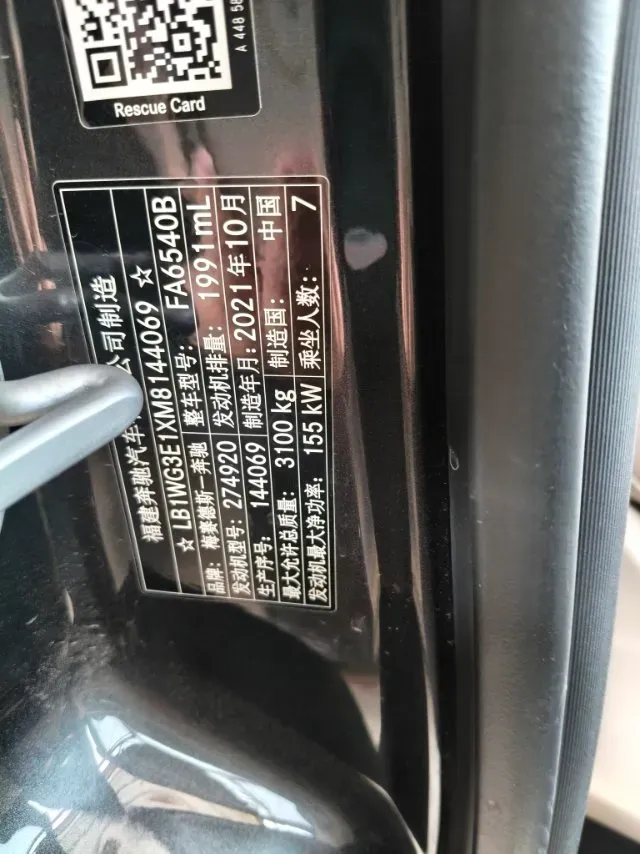 A 448 58
Rescue Card
福建奔驰汽车 公司制造
☆ LB1WG3E1XM8144069 ☆
品牌: 梅赛德斯—奔驰 整车型号: FA6540B
发动机型号: 274920 发动机排量: 1991mL
生产序号: 144069 制造年月: 2021年10月
最大允许总质量: 3100 kg 制造国: 中国
发动机最大净功率: 155 kW 乘坐人数: 7